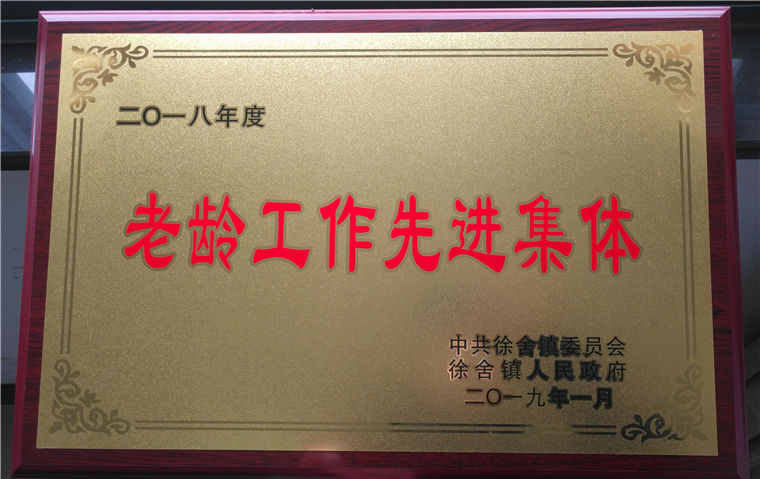 二〇一八年度
老龄工作先进集体
中共徐舍镇委员会
徐舍镇人民政府
二〇一九年一月